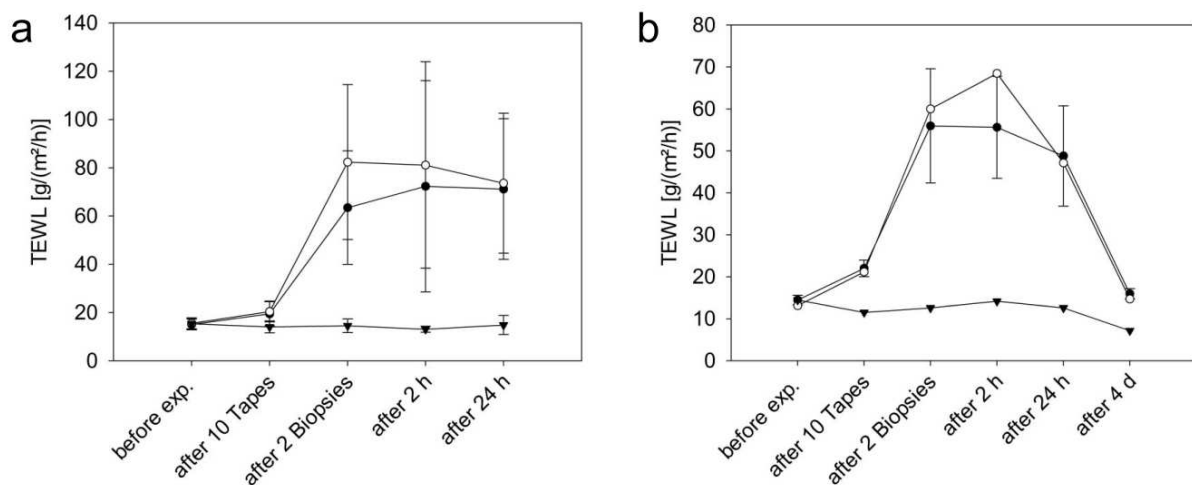 a
140
120
100
80
60
40
20
0
TEWL [g/(m²/h)]
before exp.
after 10 Tapes
after 2 Biopsies
after 2 h
after 24 h
b
80
70
60
50
40
30
20
10
0
TEWL [g/(m²/h)]
before exp.
after 10 Tapes
after 2 Biopsies
after 2 h
after 24 h
after 4 d